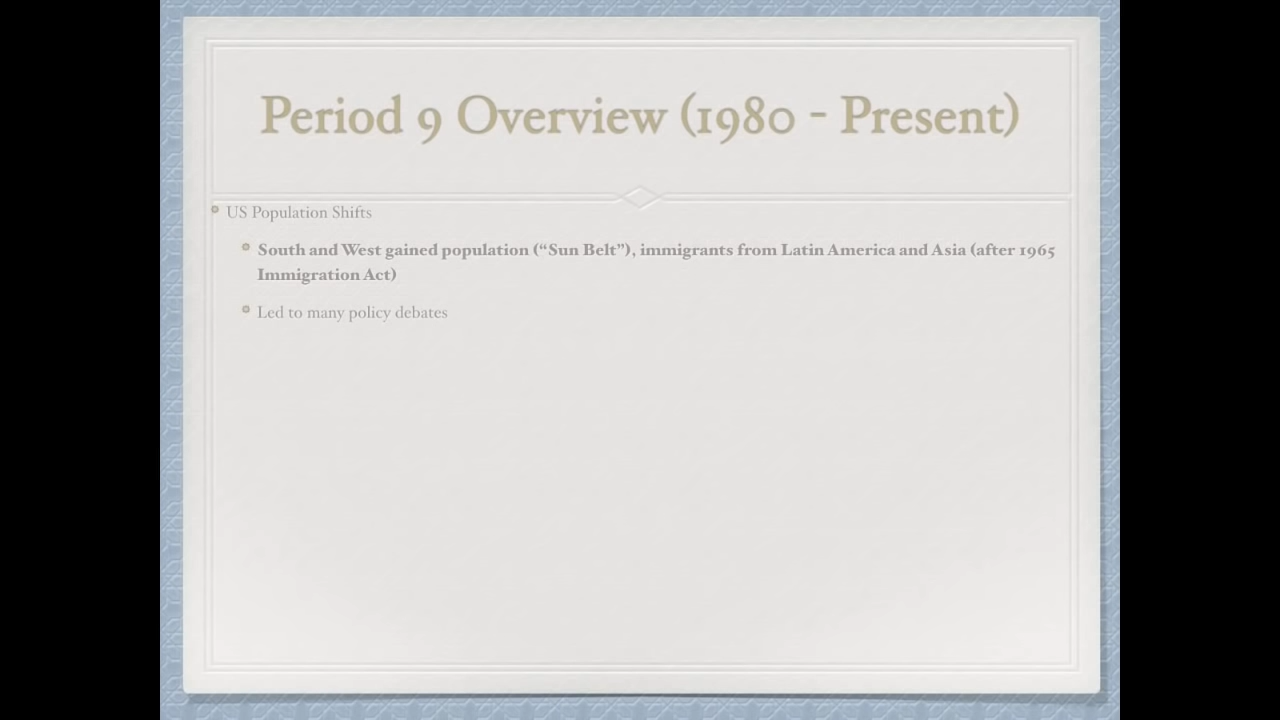 Period 9 Overview (1980 - Present)
US Population Shifts
South and West gained population (“Sun Belt”), immigrants from Latin America and Asia (after 1965
Immigration Act)
Led to many policy debates